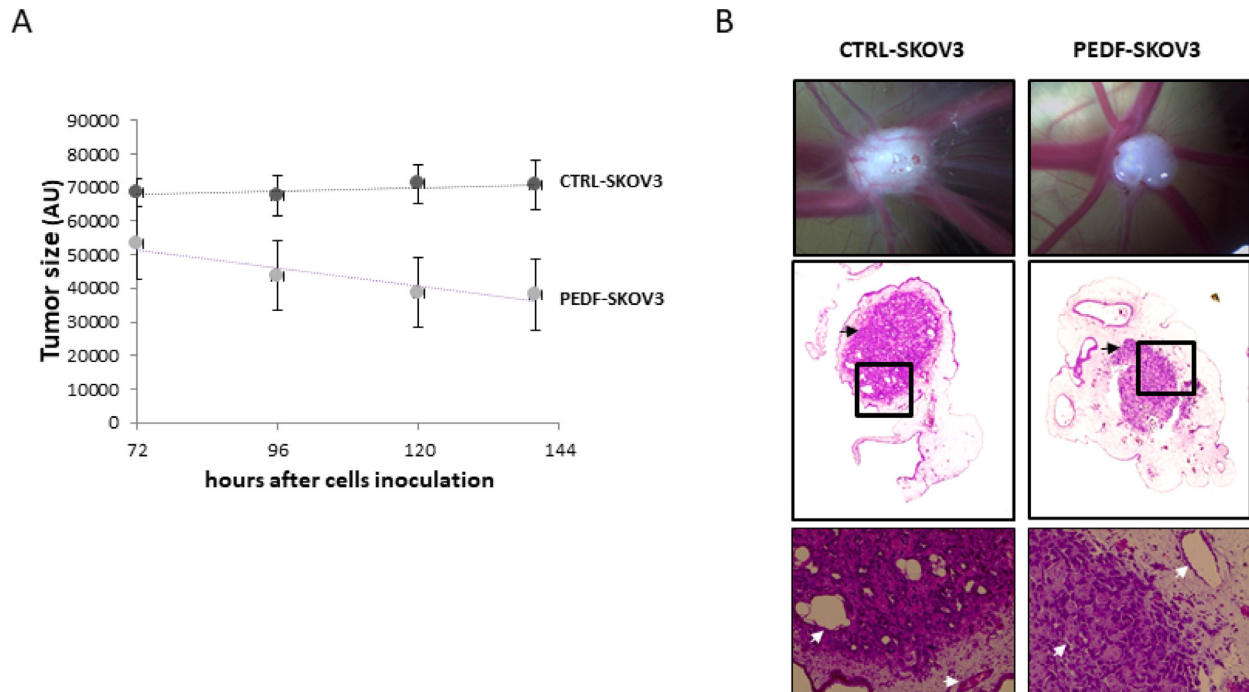 A
Tumor size (AU)
90000
80000
70000
60000
50000
40000
30000
20000
10000
0
72
96
120
144
hours after cells inoculation
CTRL-SKOV3
PEDF-SKOV3
B
CTRL-SKOV3
PEDF-SKOV3